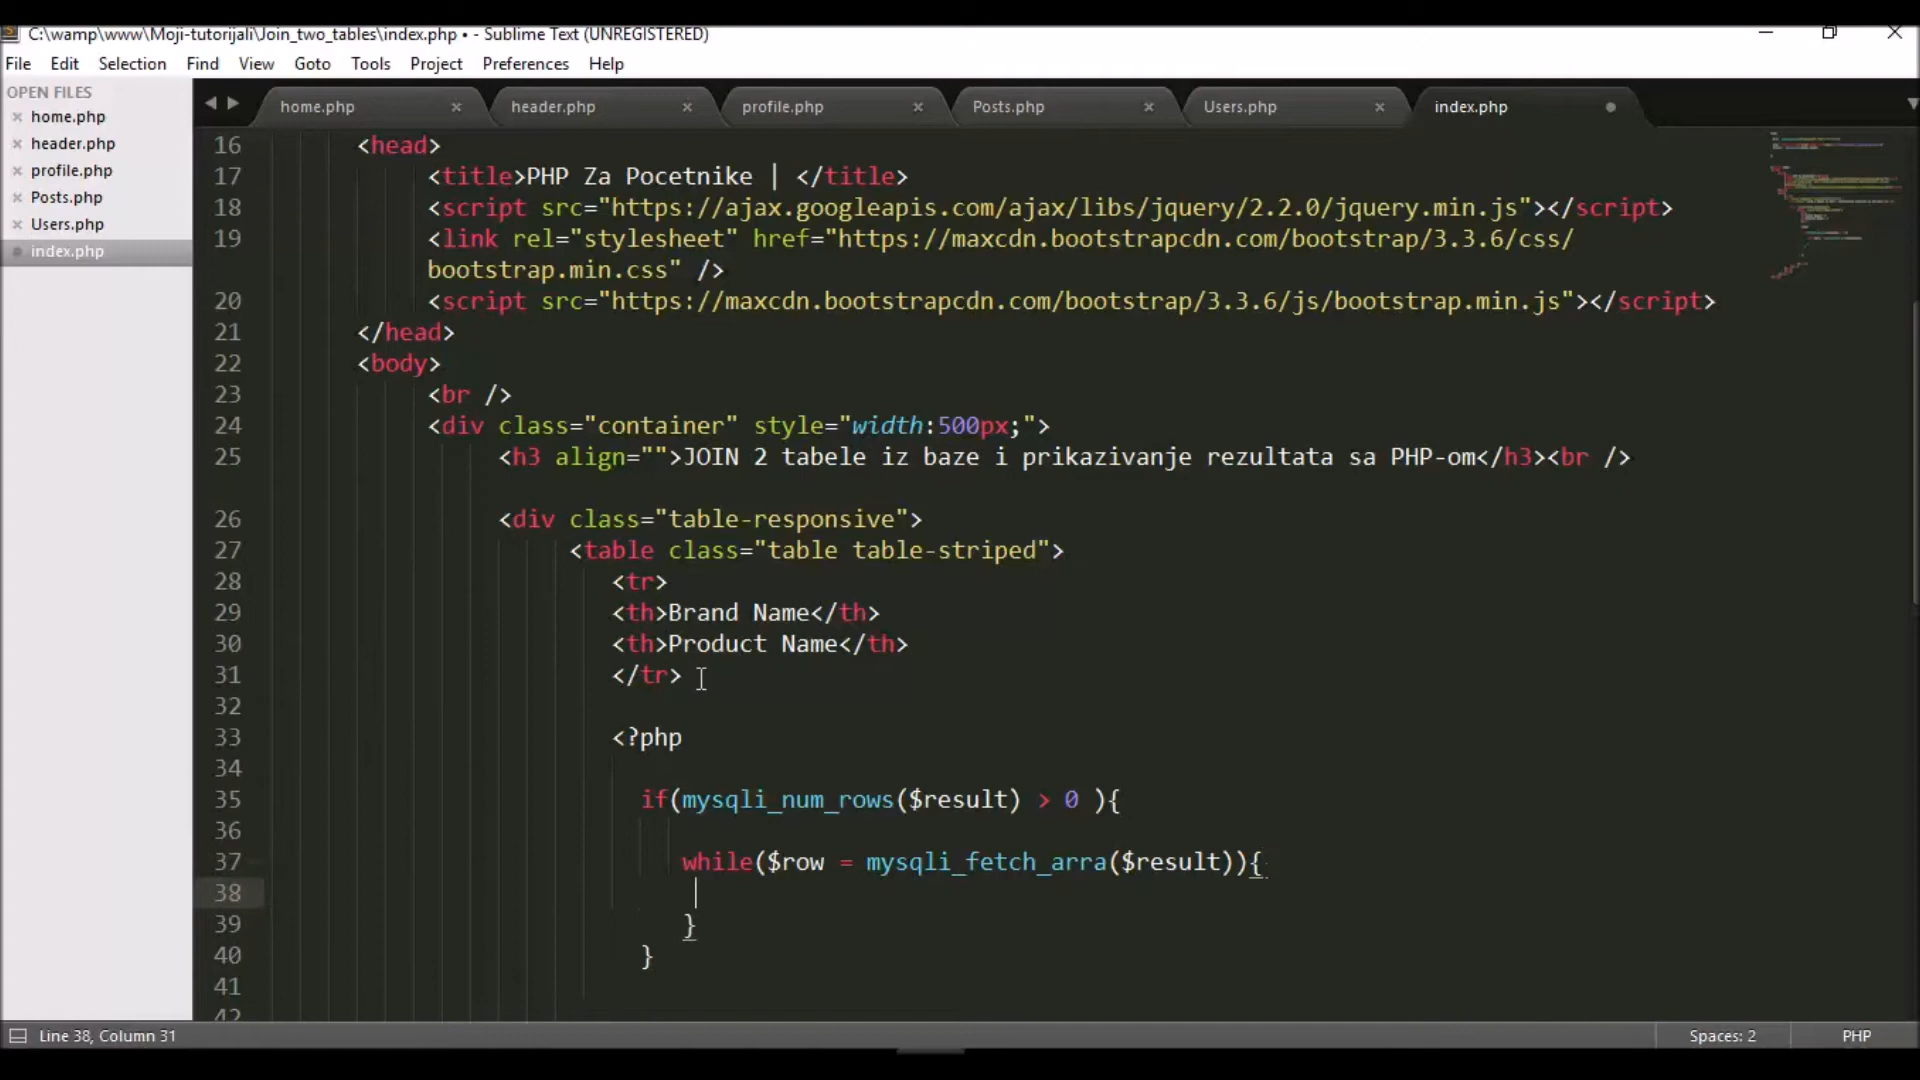 C:\wamp\www\Moji-tutorijali\Join_two_tables\index.php • - Sublime Text (UNREGISTERED)
File Edit Selection Find View Goto Tools Project Preferences Help
OPEN FILES
home.php
header.php
profile.php
Posts.php
Users.php
index.php
home.php header.php profile.php Posts.php Users.php index.php
16 <head>
17 <title>PHP Za Pocetnike | </title>
18 <script src="https://ajax.googleapis.com/ajax/libs/jquery/2.2.0/jquery.min.js"></script>
19 <link rel="stylesheet" href="https://maxcdn.bootstrapcdn.com/bootstrap/3.3.6/css/
bootstrap.min.css" />
20 <script src="https://maxcdn.bootstrapcdn.com/bootstrap/3.3.6/js/bootstrap.min.js"></script>
21 </head>
22 <body>
23 <br />
24 <div class="container" style="width:500px;">
25 <h3 align="">JOIN 2 tabele iz baze i prikazivanje rezultata sa PHP-om</h3><br />
26 <div class="table-responsive">
27 <table class="table table-striped">
28 <tr>
29 <th>Brand Name</th>
30 <th>Product Name</th>
31 </tr>
32
33 <?php
34
35 if(mysqli_num_rows($result) > 0 ){
36
37 while($row = mysqli_fetch_arra($result)){
38
39 }
40 }
41
42
Line 38, Column 31
Spaces: 2
PHP